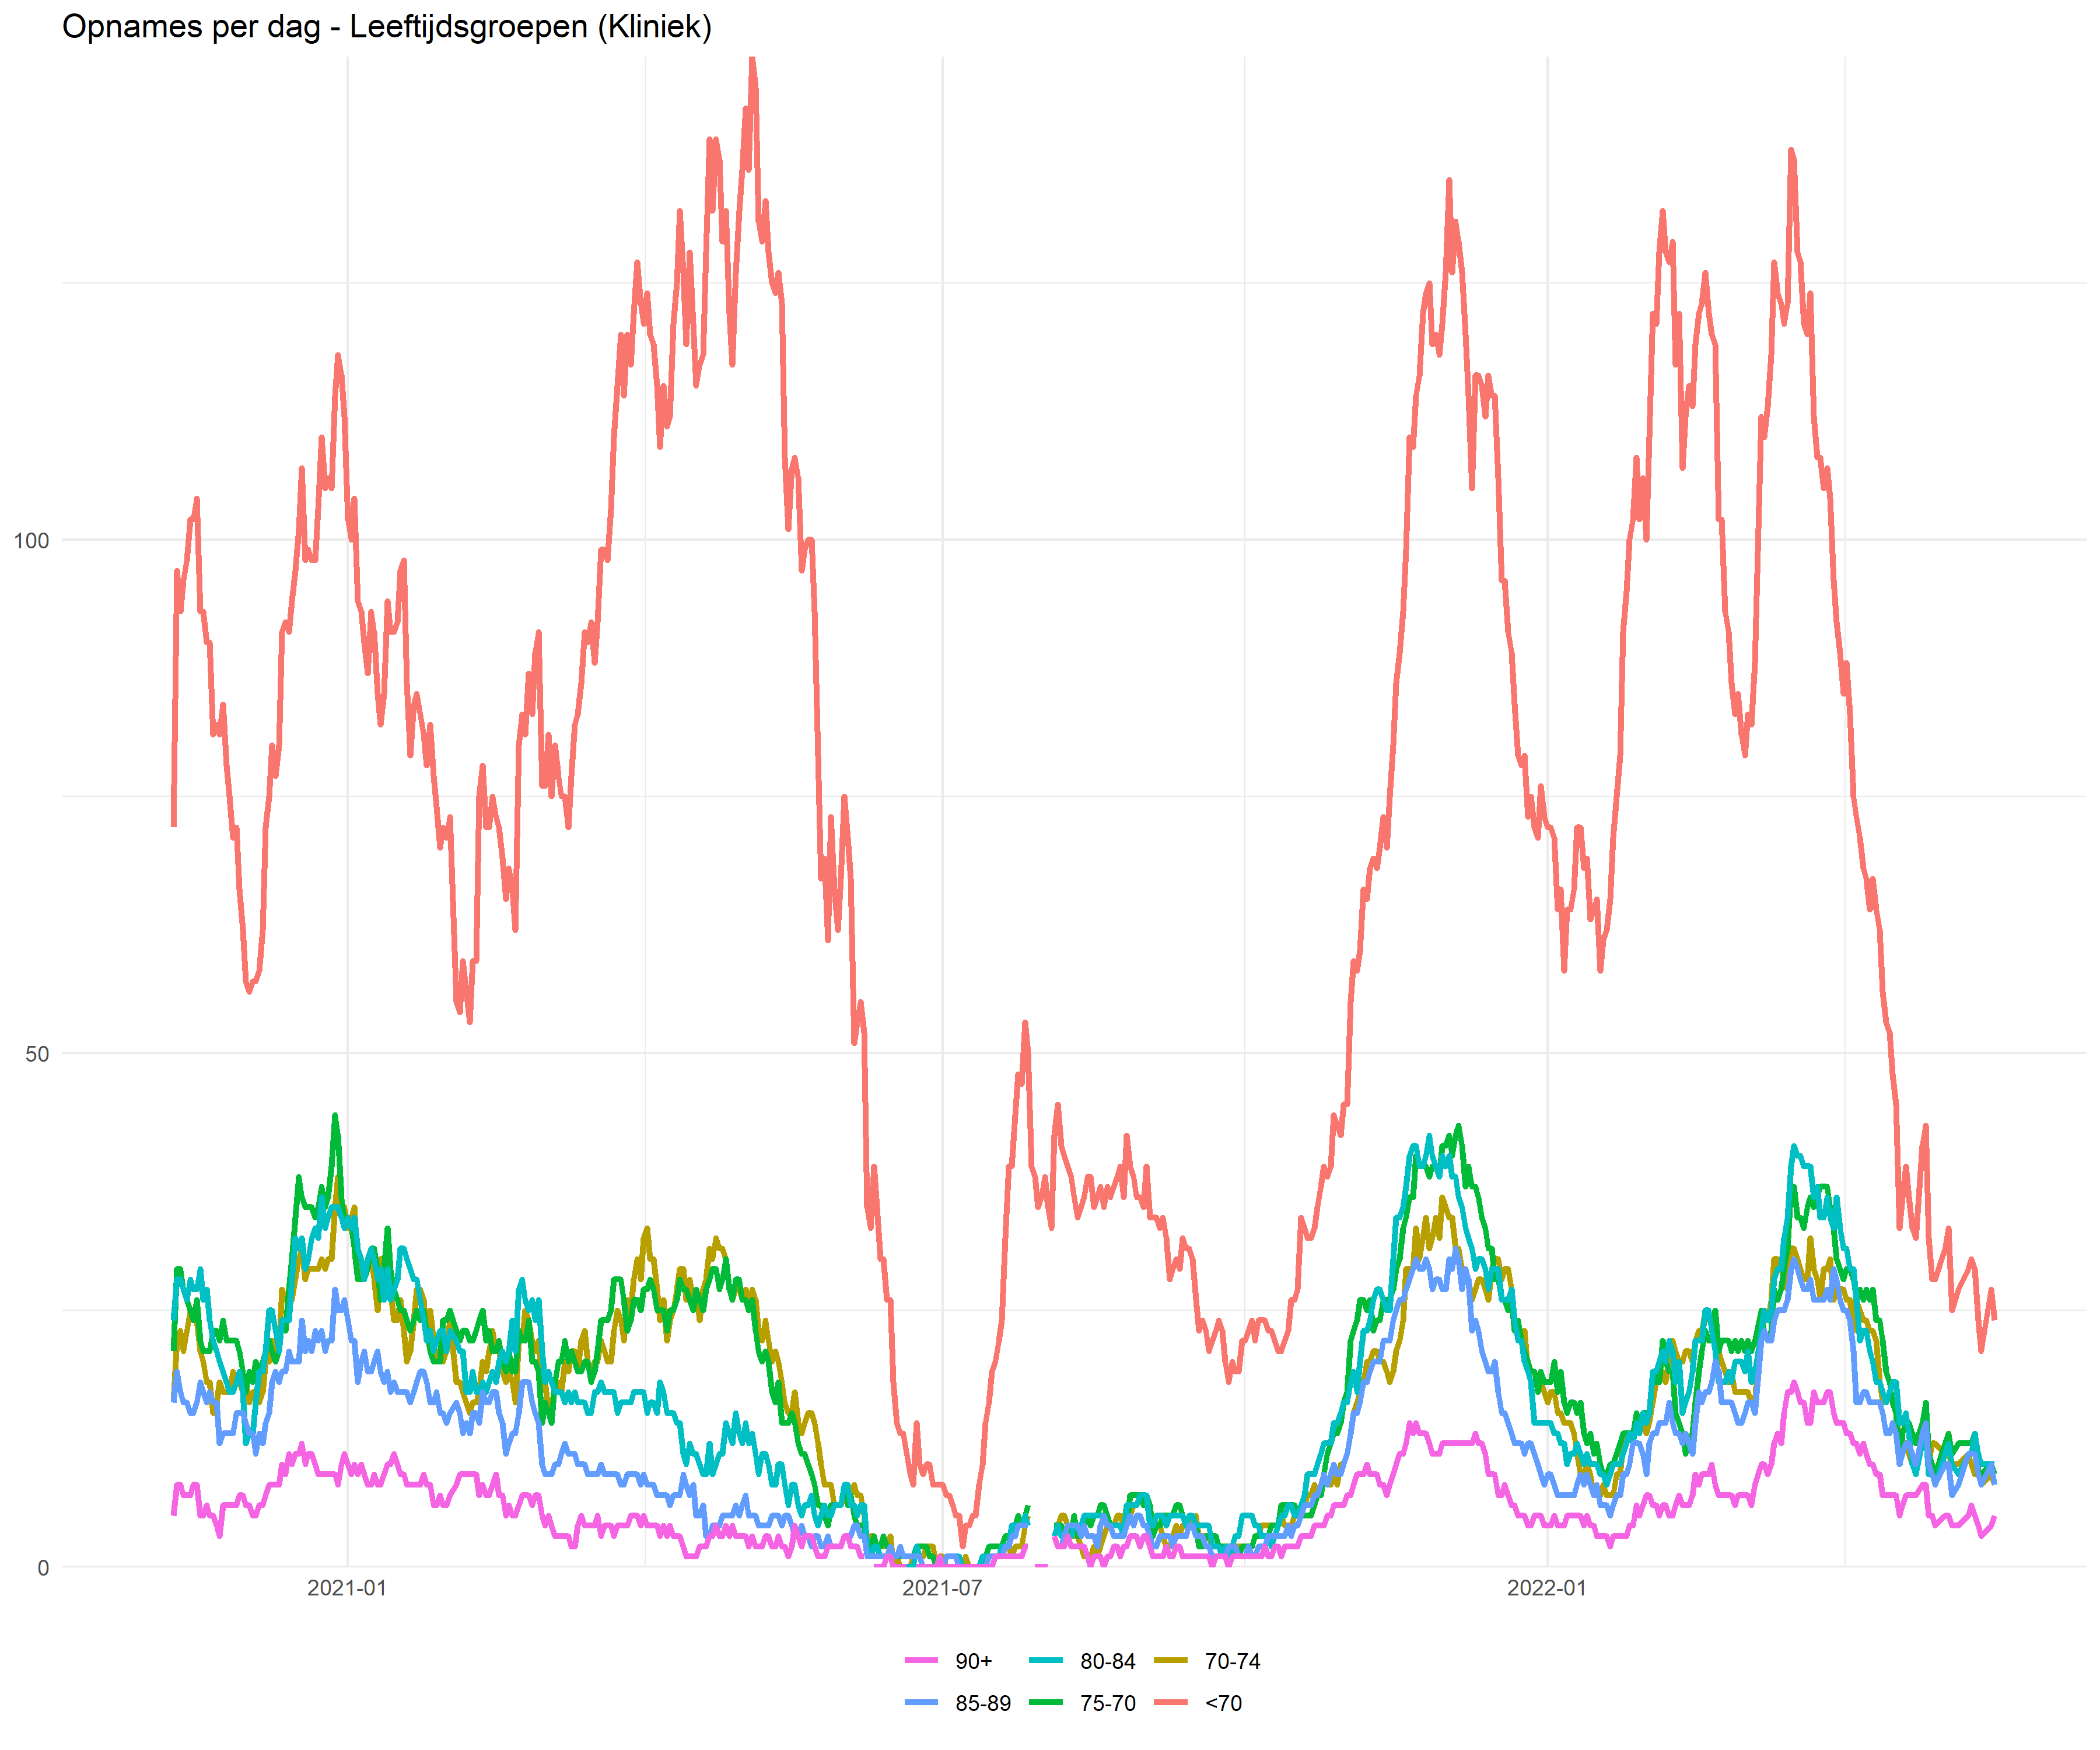 Opnames per dag - Leeftijdsgroepen (Kliniek)
100
50
0
2021-01 2021-07 2022-01
90+ 80-84 70-74
85-89 75-70 <70